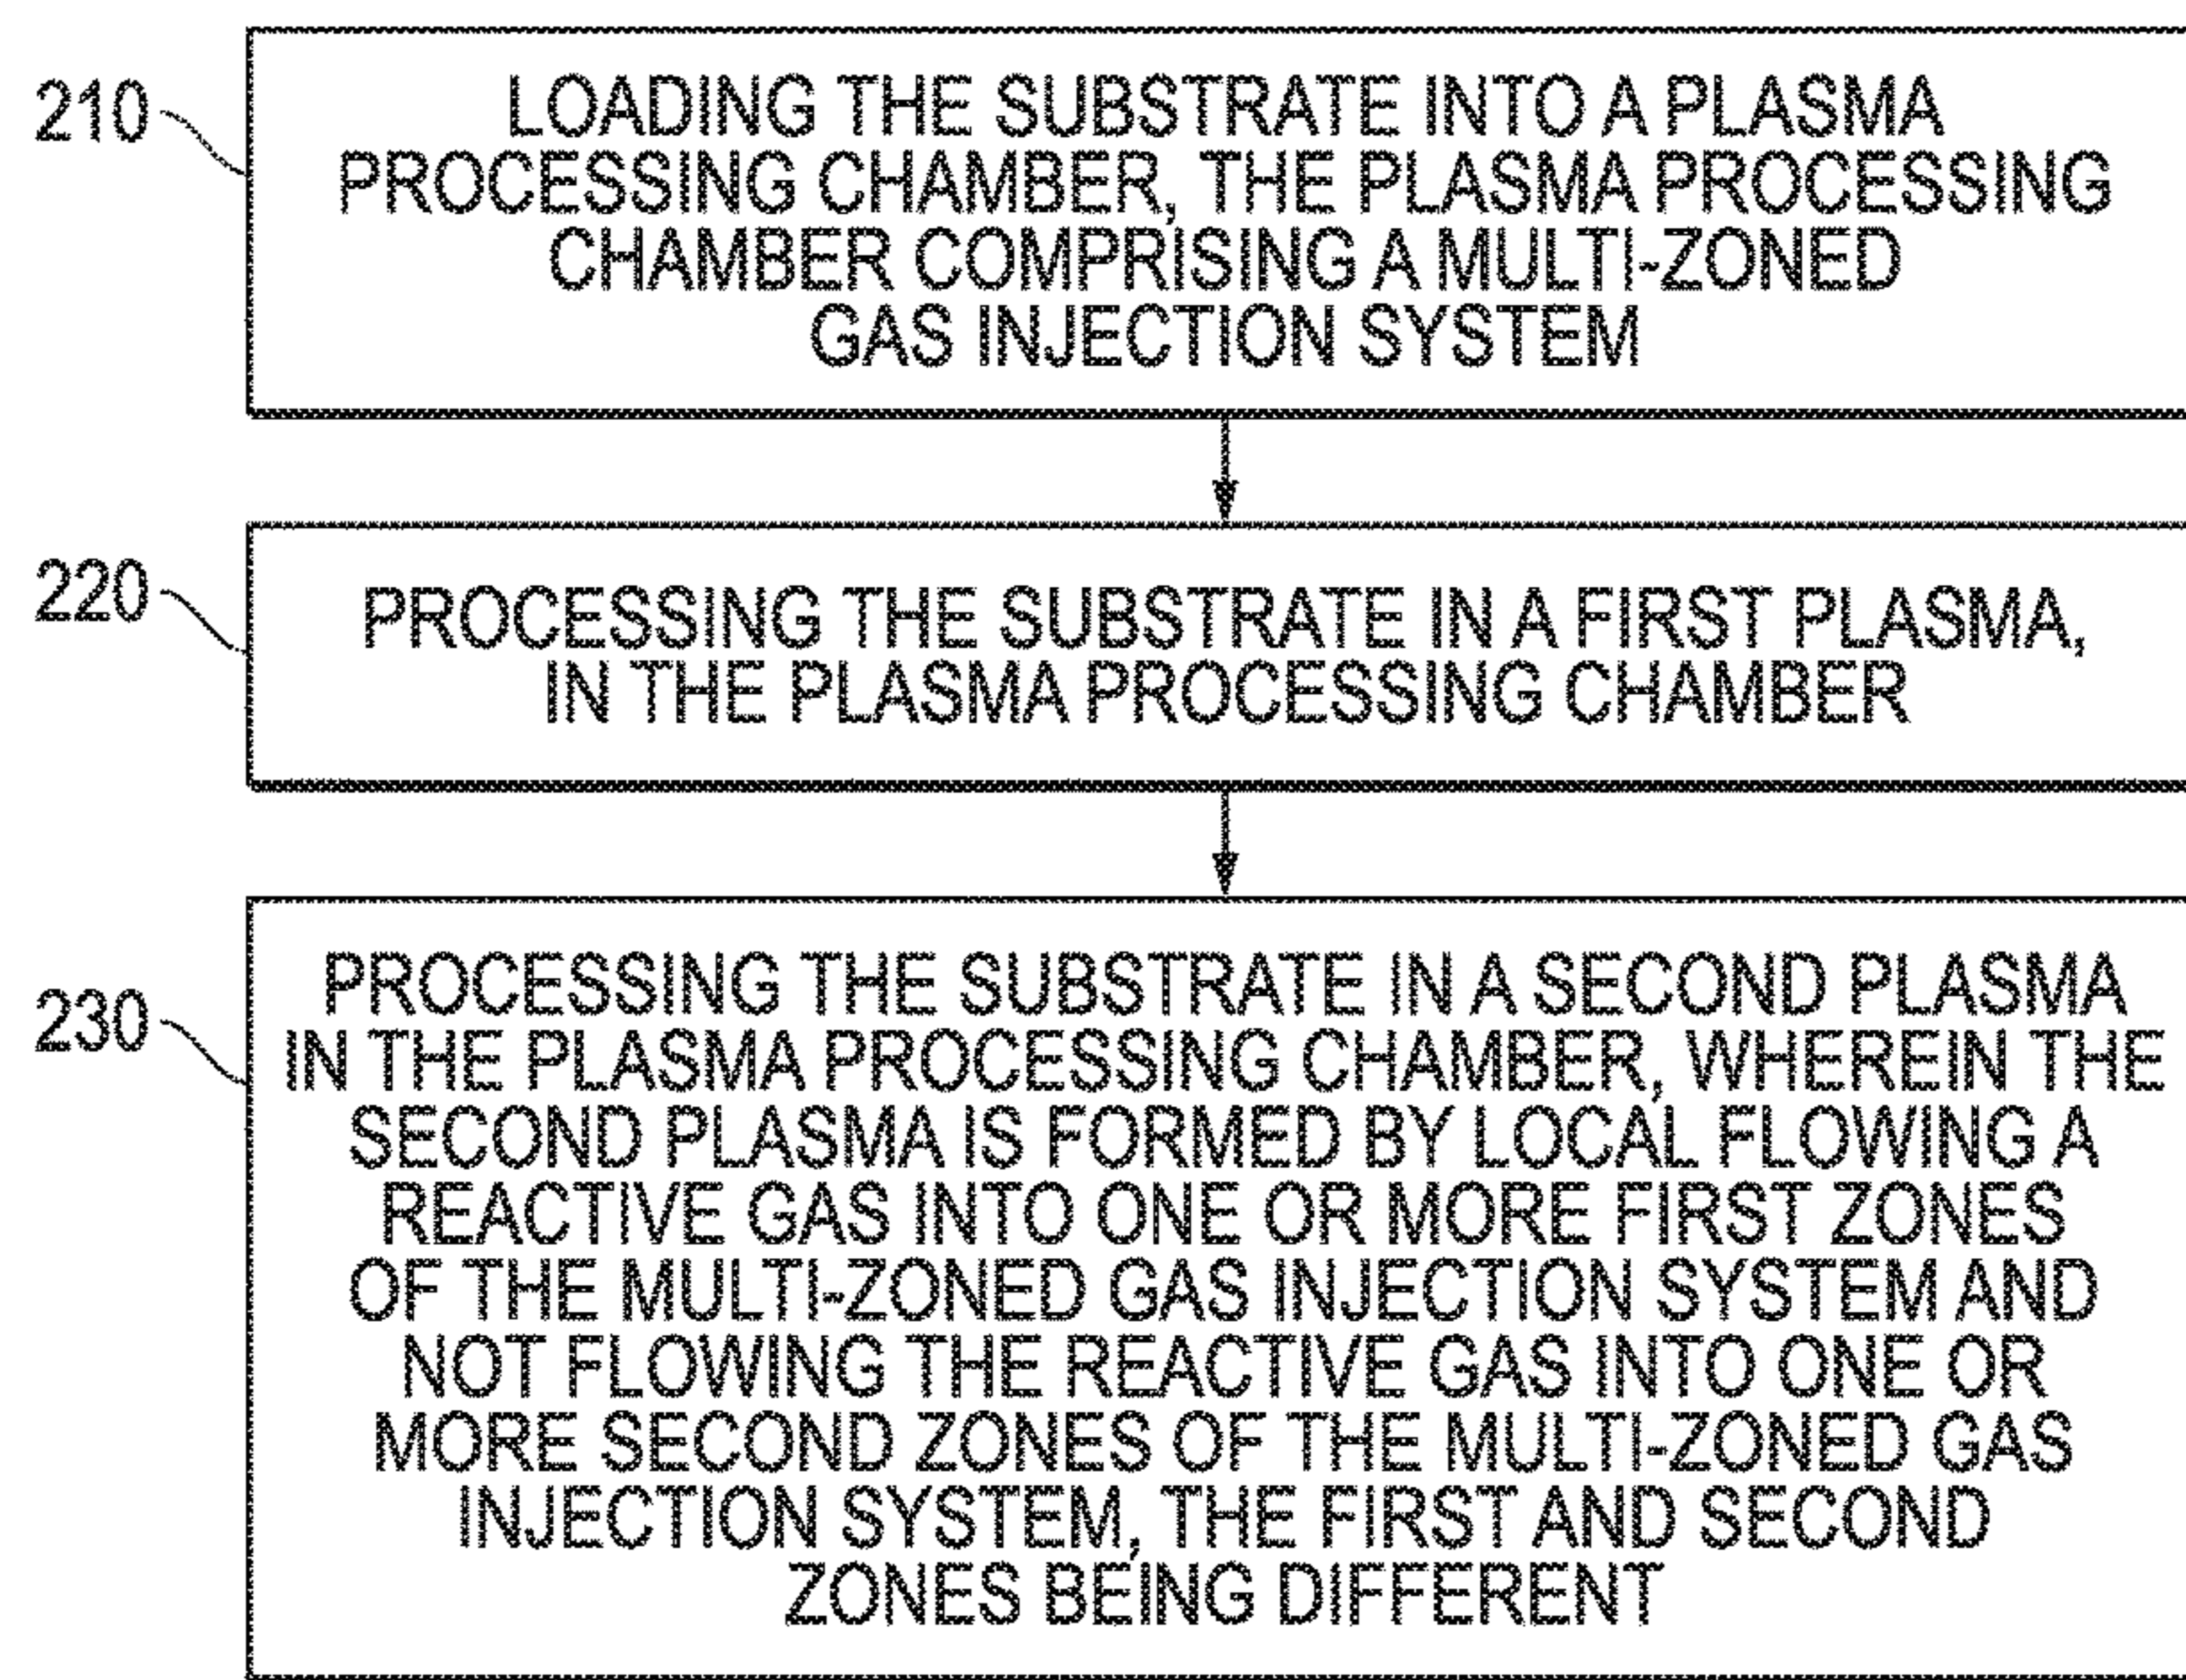 210
LOADING THE SUBSTRATE INTO A PLASMA
PROCESSING CHAMBER, THE PLASMA PROCESSING
CHAMBER COMPRISING A MULTI-ZONED
GAS INJECTION SYSTEM
220
PROCESSING THE SUBSTRATE IN A FIRST PLASMA,
IN THE PLASMA PROCESSING CHAMBER
230
PROCESSING THE SUBSTRATE IN A SECOND PLASMA
IN THE PLASMA PROCESSING CHAMBER, WHEREIN THE
SECOND PLASMA IS FORMED BY LOCAL FLOWING A
REACTIVE GAS INTO ONE OR MORE FIRST ZONES
OF THE MULTI-ZONED GAS INJECTION SYSTEM AND
NOT FLOWING THE REACTIVE GAS INTO ONE OR
MORE SECOND ZONES OF THE MULTI-ZONED GAS
INJECTION SYSTEM, THE FIRST AND SECOND
ZONES BEING DIFFERENT